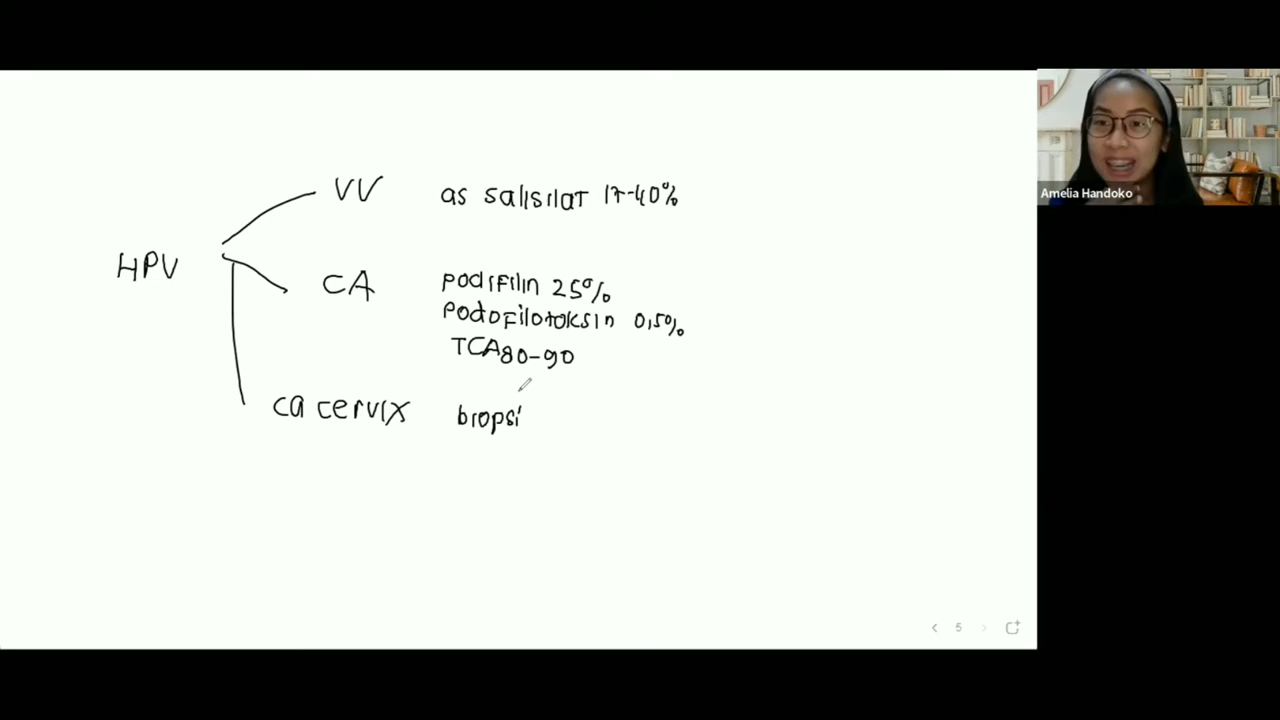 HPV
VV as salisilat 17-40%
CA podifilin 25%
podofilotoksin 0,5%
TCA 80-90
ca cervix biopsi
Amelia Handoko
5